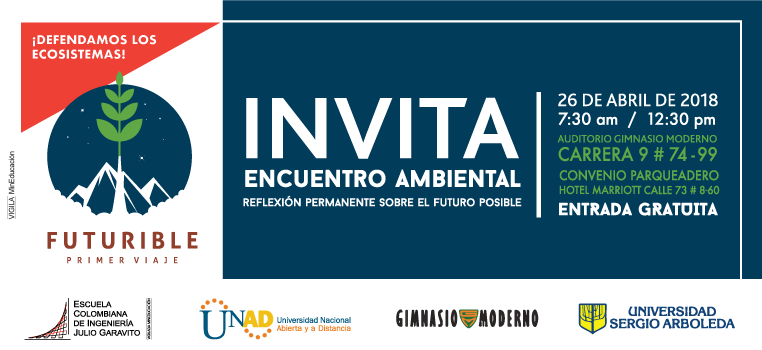 ¡DEFENDAMOS LOS
ECOSISTEMAS!
VIGILA MinEducación
FUTURIBLE
PRIMER VIAJE
INVITA
ENCUENTRO AMBIENTAL
REFLEXIÓN PERMANENTE SOBRE EL FUTURO POSIBLE
26 DE ABRIL DE 2018
7:30 am / 12:30 pm
AUDITORIO GIMNASIO MODERNO
CARRERA 9 # 74-99
CONVENIO PARQUEADERO
HOTEL MARRIOTT CALLE 73 # 8-60
ENTRADA GRATUITA
ESCUELA
COLOMBIANA
DE INGENIERÍA
JULIO GARAVITO
UNAD
Universidad Nacional
Abierta y a Distancia
GIMNASIO MODERNO
UNIVERSIDAD
SERGIO ARBOLEDA